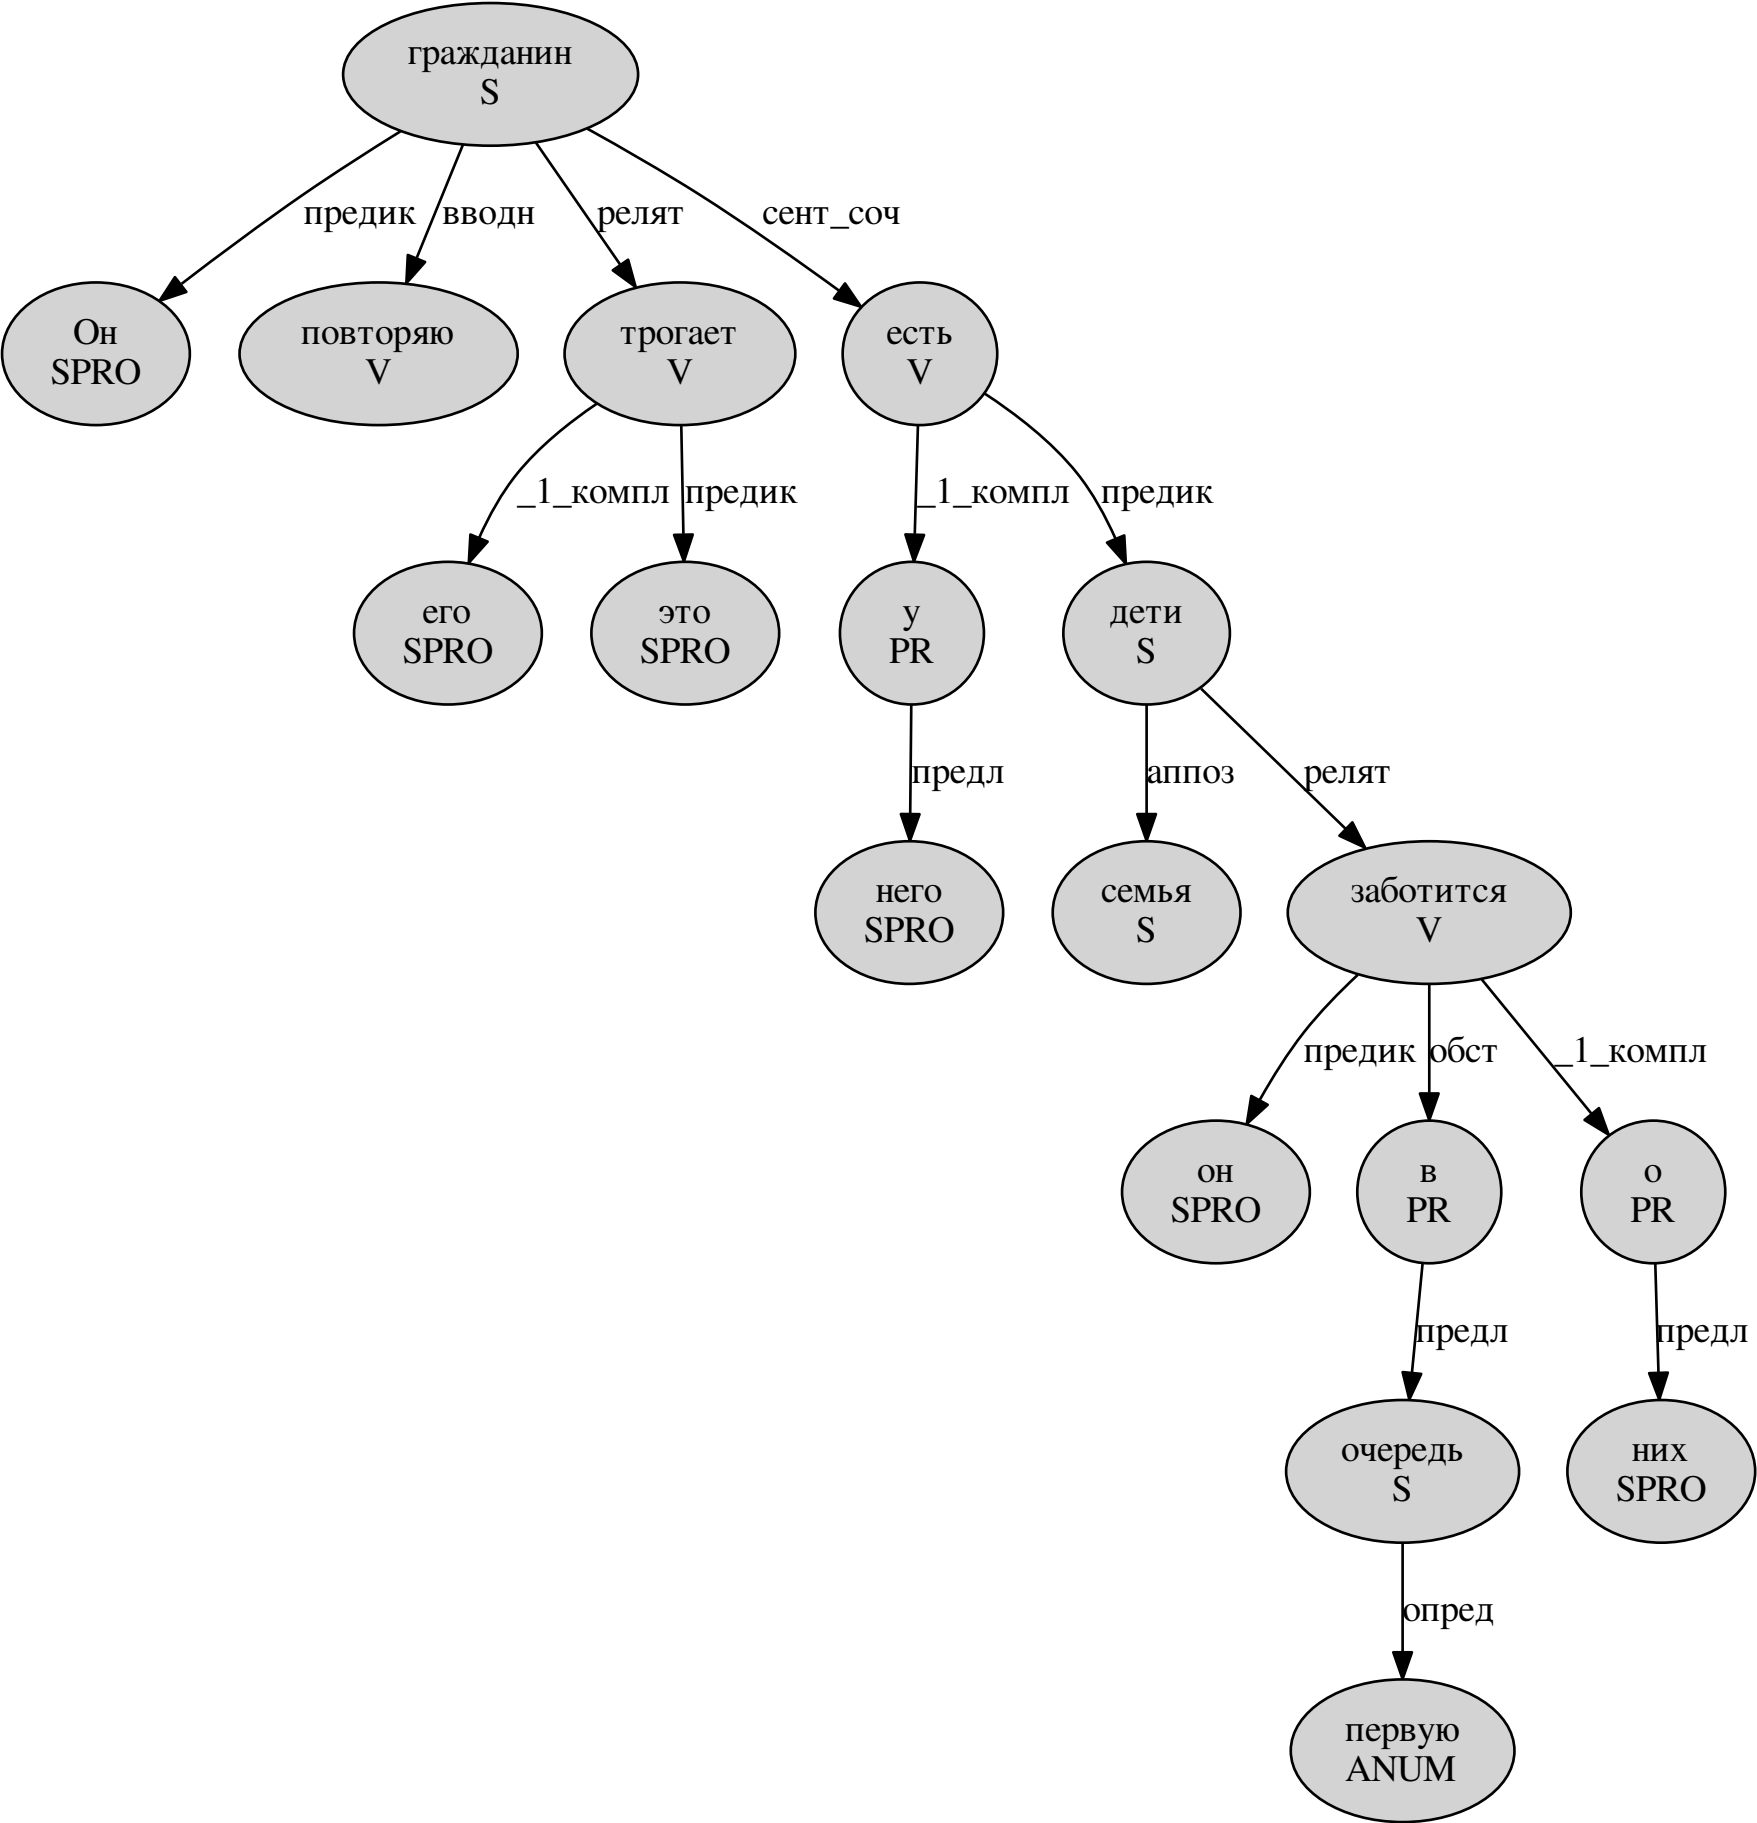 гражданин
S
предик
вводн
релят
сент_соч
Он
SPRO
повторяю
V
трогает
V
есть
V
_1_компл
предик
_1_компл
предик
его
SPRO
это
SPRO
у
PR
дети
S
предл
аппоз
релят
него
SPRO
семья
S
заботится
V
предик
обст
_1_компл
он
SPRO
в
PR
о
PR
предл
предл
очередь
S
них
SPRO
опред
первую
ANUM